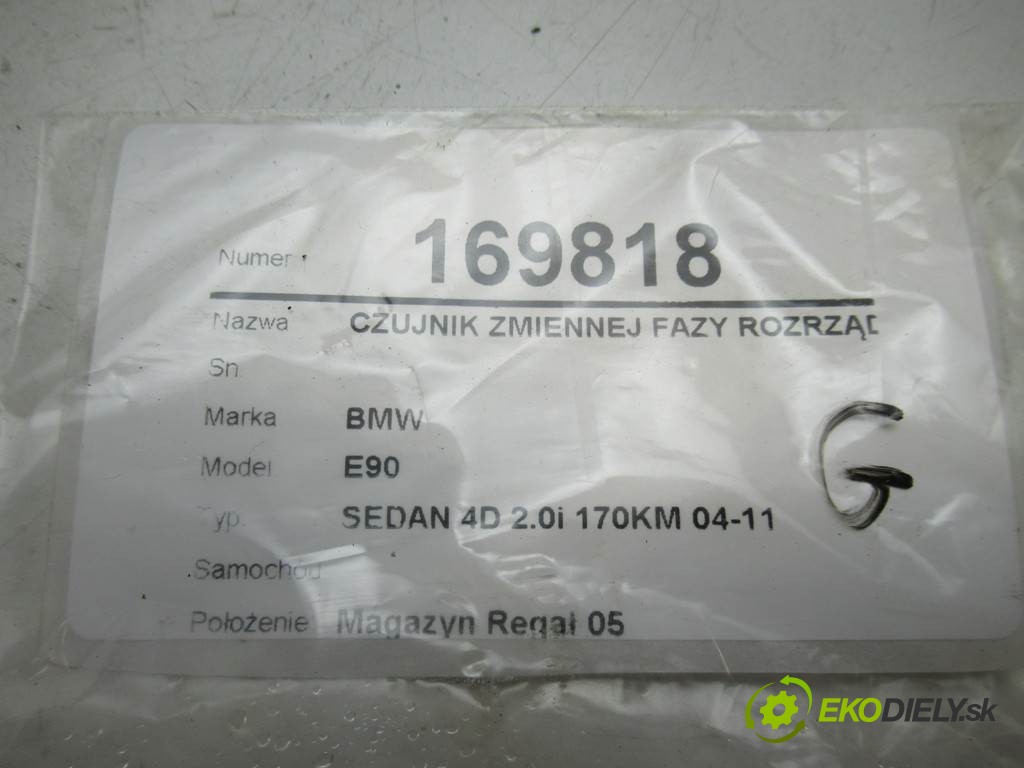 Numer 169818
Nazwa CZUJNIK ZMIENNEJ FAZY ROZRZĄD
Sn
Marka BMW
Model E90
Typ. SEDAN 4D 2.0i 170KM 04-11
Samochód
Położenie Magazyn Regał 05
G
EKODIELY.sk